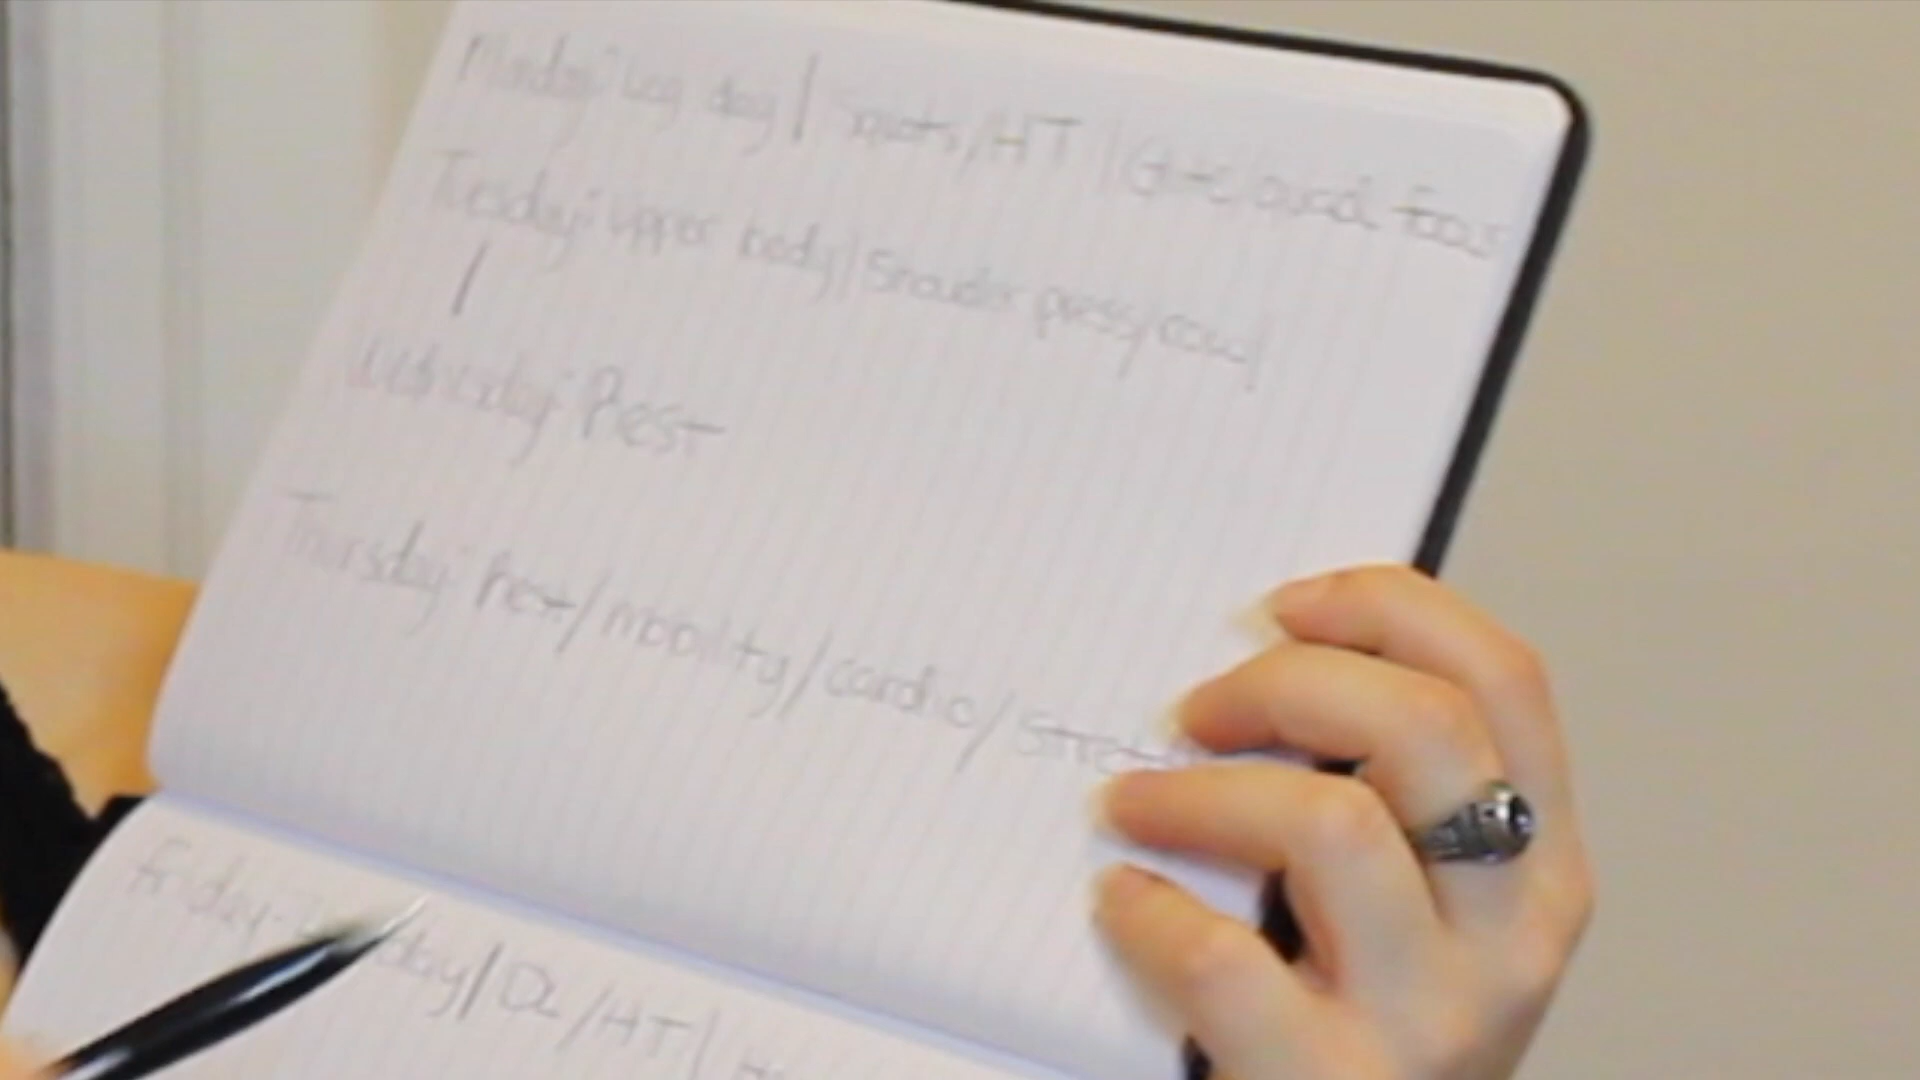 Monday: Leg day | Squats/HT | Glute quad focus
Tuesday: upper body | Shoulder press/row |
|
Wednesday: Rest
Thursday: Rest/mobility/cardio/
Friday- day | DL/HT |